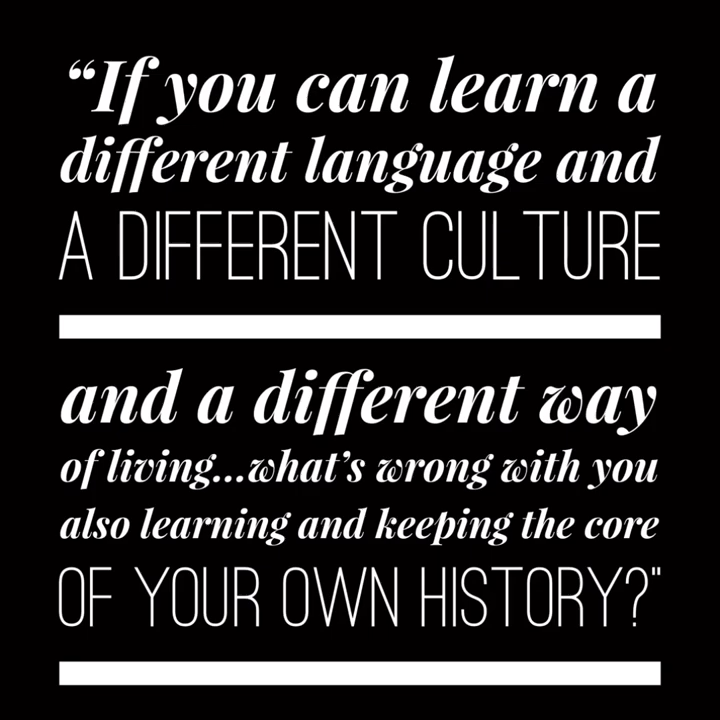 “If you can learn a
different language and
A DIFFERENT CULTURE
and a different way
of living...what’s wrong with you
also learning and keeping the core
OF YOUR OWN HISTORY?"